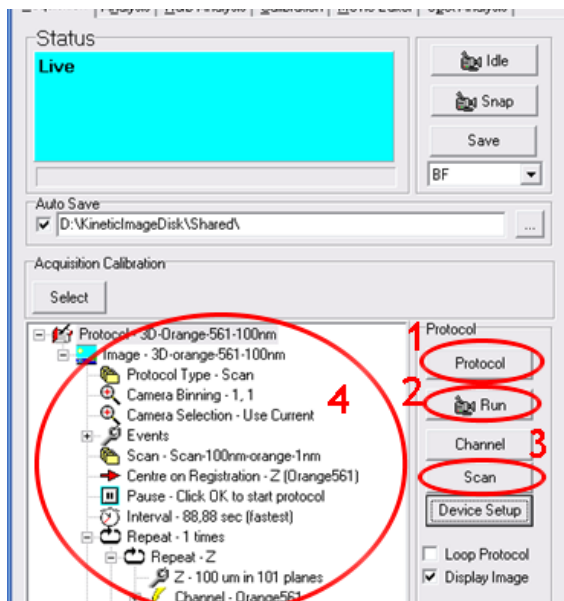 Analysis
Calibration
Status
Live
Idle
Snap
Save
BF
Auto Save
D:\KineticImageDisk\Shared\
...
Acquisition Calibration
Select
Protocol - 3D-Orange-561-100nm
Image - 3D-orange-561-100nm
Protocol Type - Scan
Camera Binning - 1, 1
Camera Selection - Use Current
Events
Scan - Scan-100nm-orange-1nm
Centre on Registration - Z (Orange561)
Pause - Click OK to start protocol
Interval - 88,88 sec (fastest)
Repeat - 1 times
Repeat - Z
Z - 100 um in 101 planes
Channel - Orange561
4
Protocol
1
Protocol
2
Run
Channel
3
Scan
Device Setup
Loop Protocol
Display Image